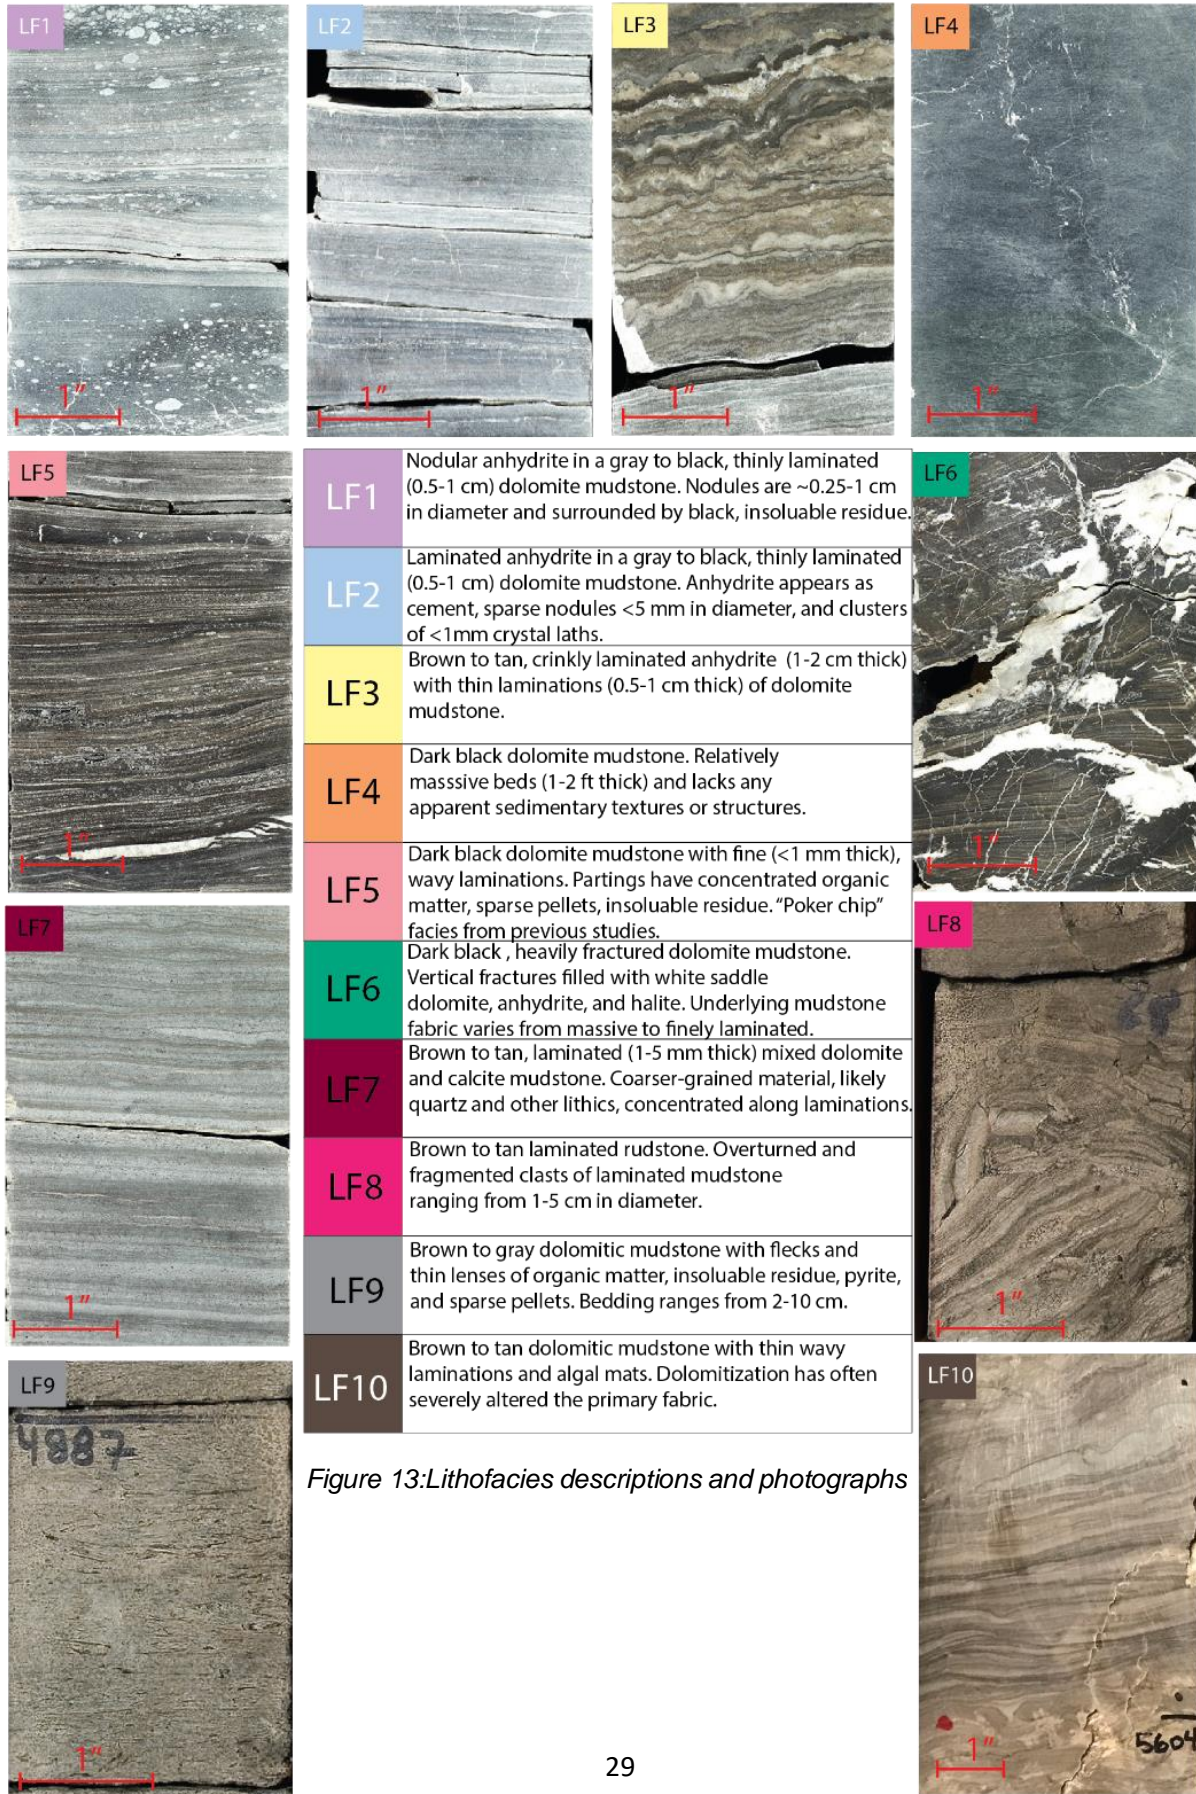 LF1
1"
LF2
1"
LF3
1"
LF4
1"
LF5
1"
LF1
Nodular anhydrite in a gray to black, thinly laminated
(0.5-1 cm) dolomite mudstone. Nodules are ~0.25-1 cm
in diameter and surrounded by black, insoluable residue.
LF2
Laminated anhydrite in a gray to black, thinly laminated
(0.5-1 cm) dolomite mudstone. Anhydrite appears as
cement, sparse nodules <5 mm in diameter, and clusters
of <1mm crystal laths.
LF3
Brown to tan, crinkly laminated anhydrite (1-2 cm thick)
with thin laminations (0.5-1 cm thick) of dolomite
mudstone.
LF4
Dark black dolomite mudstone. Relatively
masssive beds (1-2 ft thick) and lacks any
apparent sedimentary textures or structures.
LF5
Dark black dolomite mudstone with fine (<1 mm thick),
wavy laminations. Partings have concentrated organic
matter, sparse pellets, insoluable residue. "Poker chip"
facies from previous studies.
LF6
Dark black , heavily fractured dolomite mudstone.
Vertical fractures filled with white saddle
dolomite, anhydrite, and halite. Underlying mudstone
fabric varies from massive to finely laminated.
LF7
Brown to tan, laminated (1-5 mm thick) mixed dolomite
and calcite mudstone. Coarser-grained material, likely
quartz and other lithics, concentrated along laminations.
LF8
Brown to tan laminated rudstone. Overturned and
fragmented clasts of laminated mudstone
ranging from 1-5 cm in diameter.
LF9
Brown to gray dolomitic mudstone with flecks and
thin lenses of organic matter, insoluable residue, pyrite,
and sparse pellets. Bedding ranges from 2-10 cm.
LF10
Brown to tan dolomitic mudstone with thin wavy
laminations and algal mats. Dolomitization has often
severely altered the primary fabric.
LF6
1"
LF7
1"
LF8
1"
LF9
4887
1"
LF10
1"
5604
Figure 13:Lithofacies descriptions and photographs
29